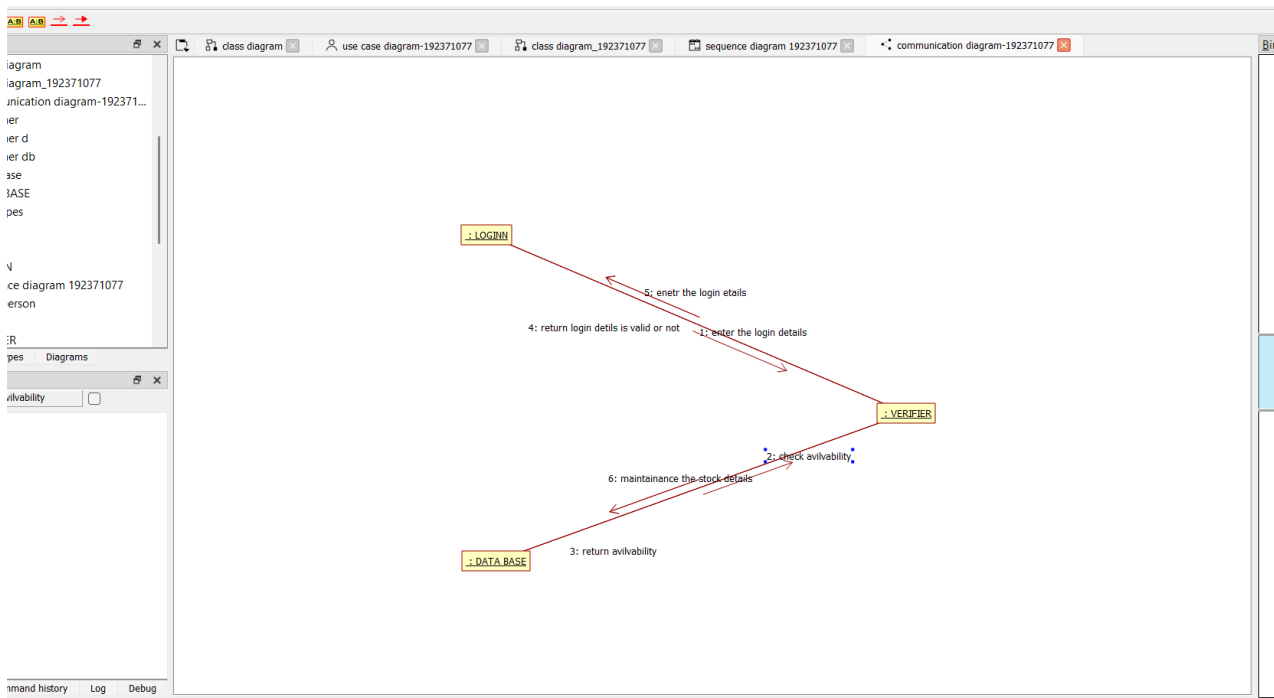 A:B A:B
class diagram use case diagram-192371077 class diagram_192371077 sequence diagram 192371077 communication diagram-192371077
iagram
iagram_192371077
unication diagram-192371...
er
er d
er db
ase
BASE
pes
N
ce diagram 192371077
erson
ER
pes Diagrams
vilvability
mmand history Log Debug
: LOGINN
5: enetr the login etails
4: return login detils is valid or not
1: enter the login details
: VERIFIER
2: check avilvability
6: maintainance the stock details
3: return avilvability
: DATA BASE